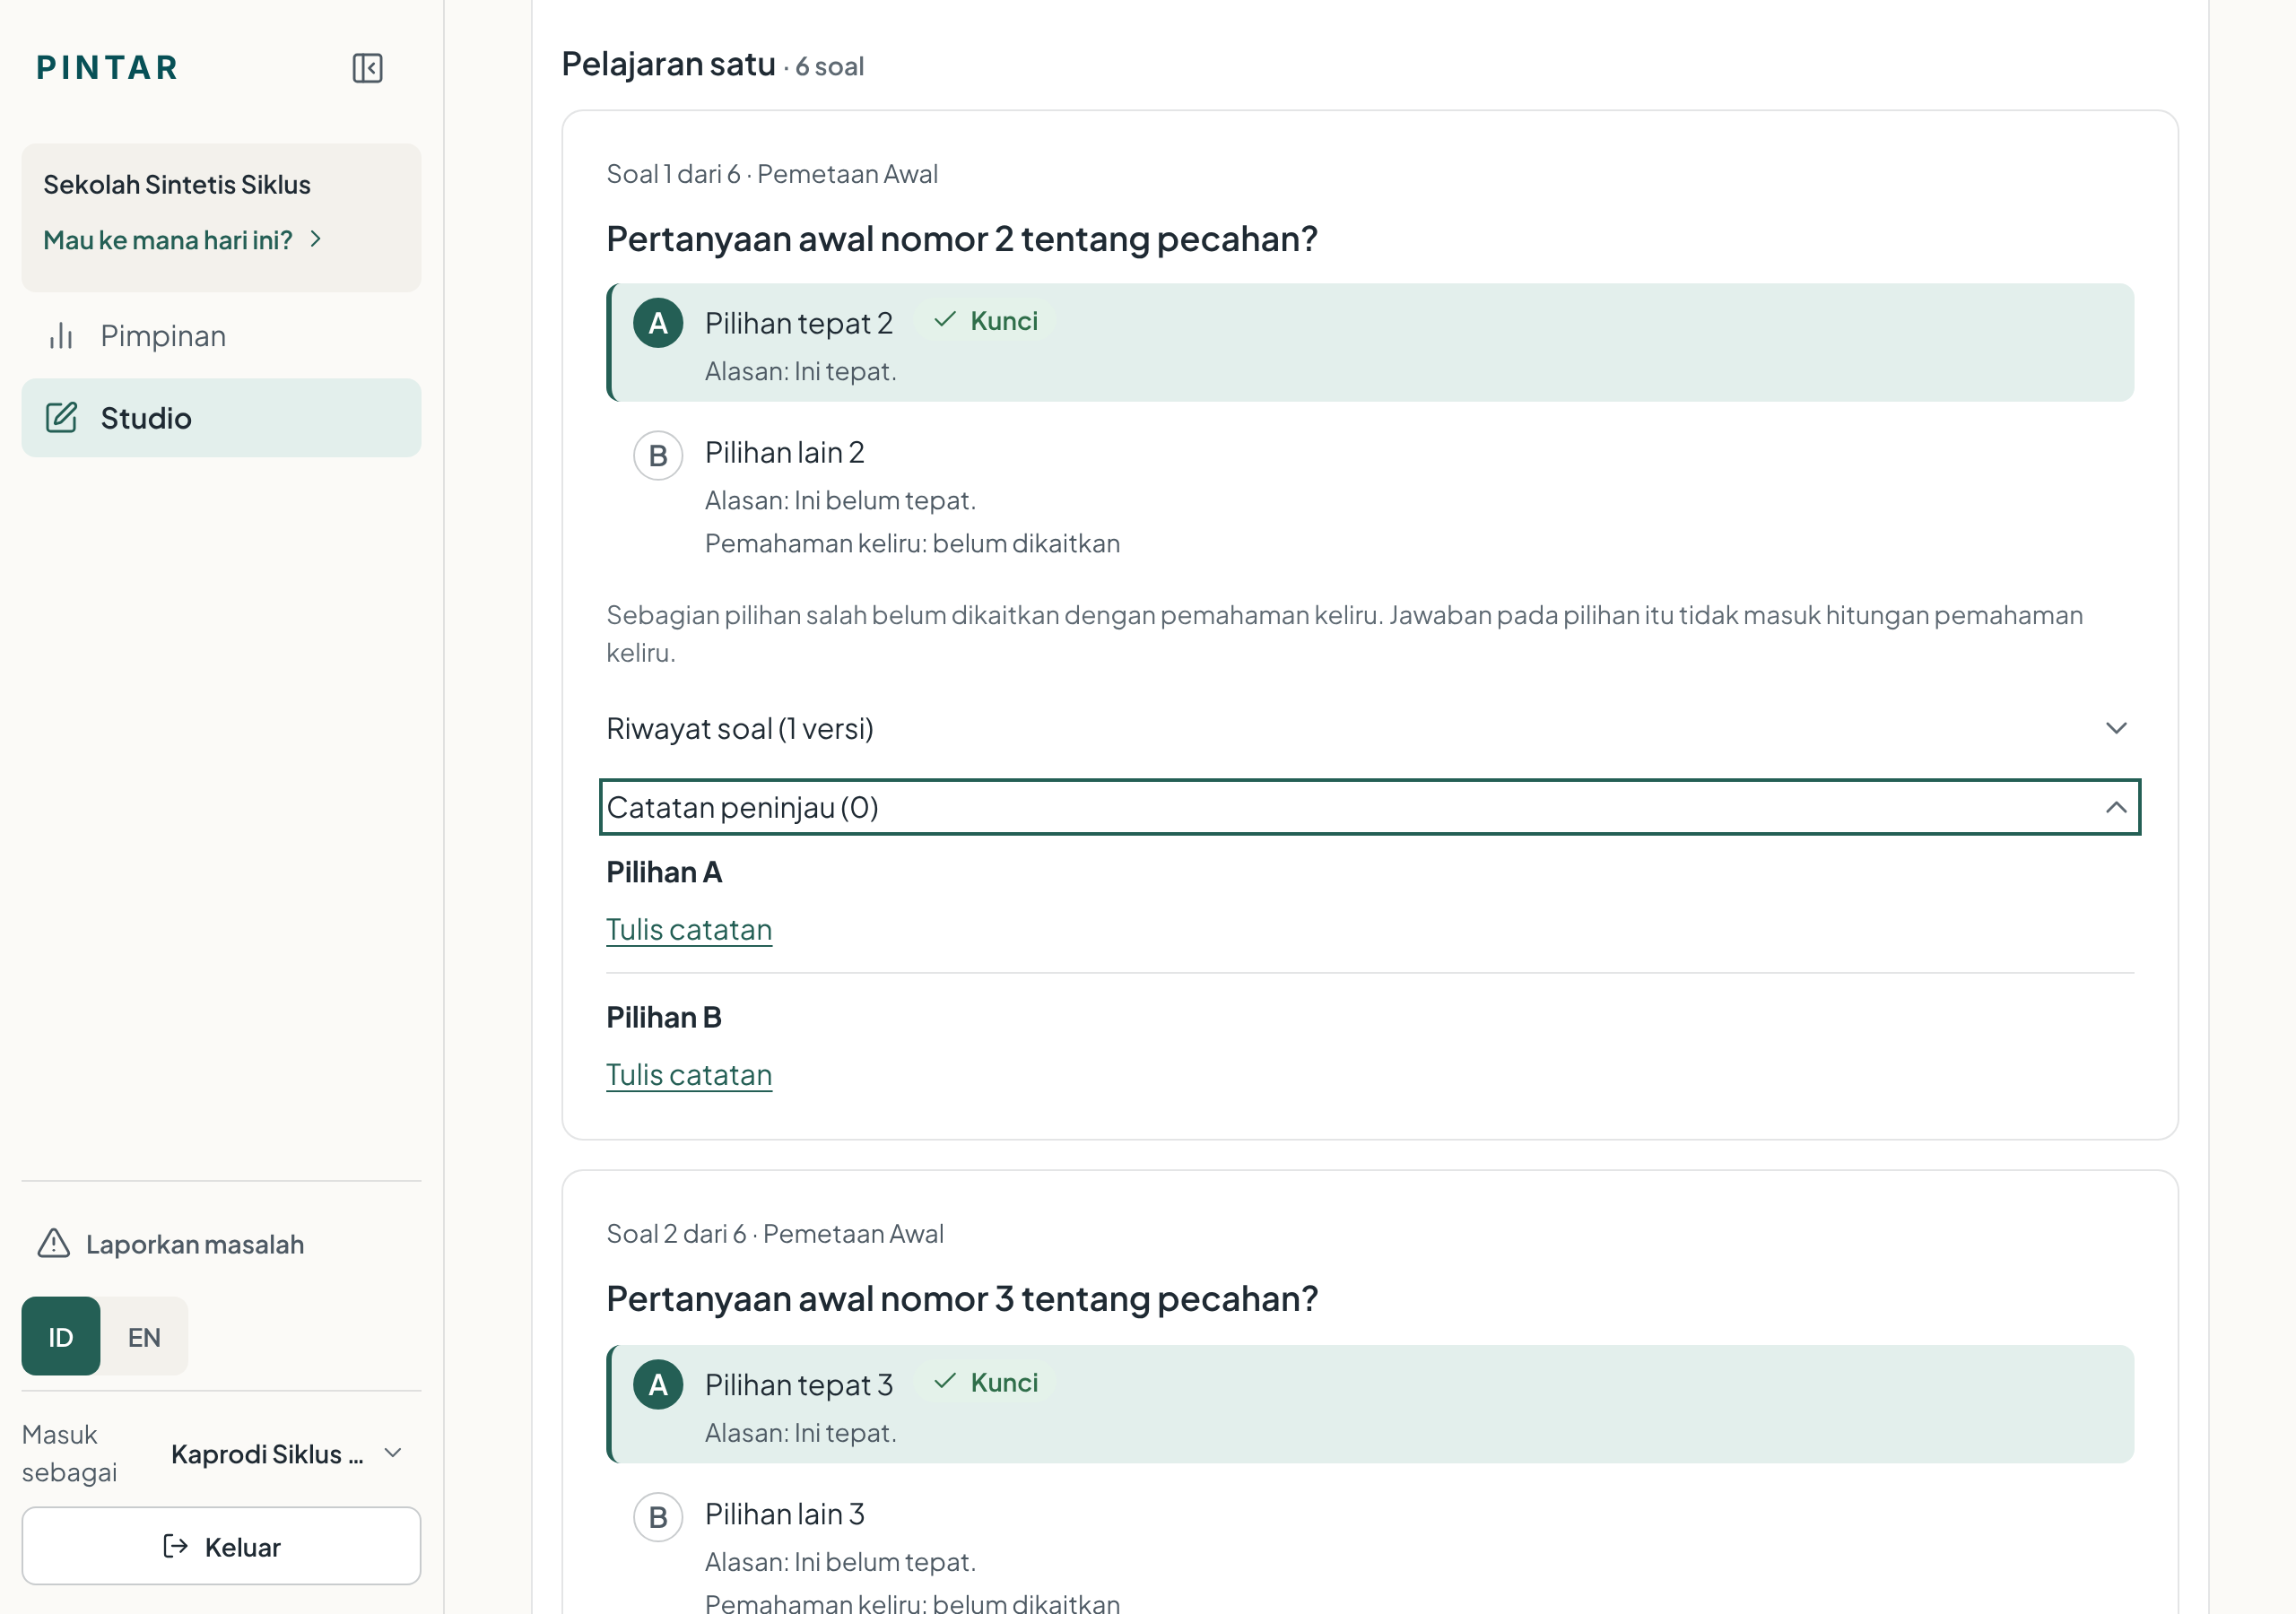 PINTAR
Sekolah Sintetis Siklus
Mau ke mana hari ini?
Pimpinan
Studio
Laporkan masalah
ID EN
Masuk sebagai
Kaprodi Siklus ...
Keluar
Pelajaran satu · 6 soal
Soal 1 dari 6 · Pemetaan Awal
Pertanyaan awal nomor 2 tentang pecahan?
A Pilihan tepat 2 Kunci
Alasan: Ini tepat.
B Pilihan lain 2
Alasan: Ini belum tepat.
Pemahaman keliru: belum dikaitkan
Sebagian pilihan salah belum dikaitkan dengan pemahaman keliru. Jawaban pada pilihan itu tidak masuk hitungan pemahaman
keliru.
Riwayat soal (1 versi)
Catatan peninjau (0)
Pilihan A
Tulis catatan
Pilihan B
Tulis catatan
Soal 2 dari 6 · Pemetaan Awal
Pertanyaan awal nomor 3 tentang pecahan?
A Pilihan tepat 3 Kunci
Alasan: Ini tepat.
B Pilihan lain 3
Alasan: Ini belum tepat.
Pemahaman keliru: belum dikaitkan